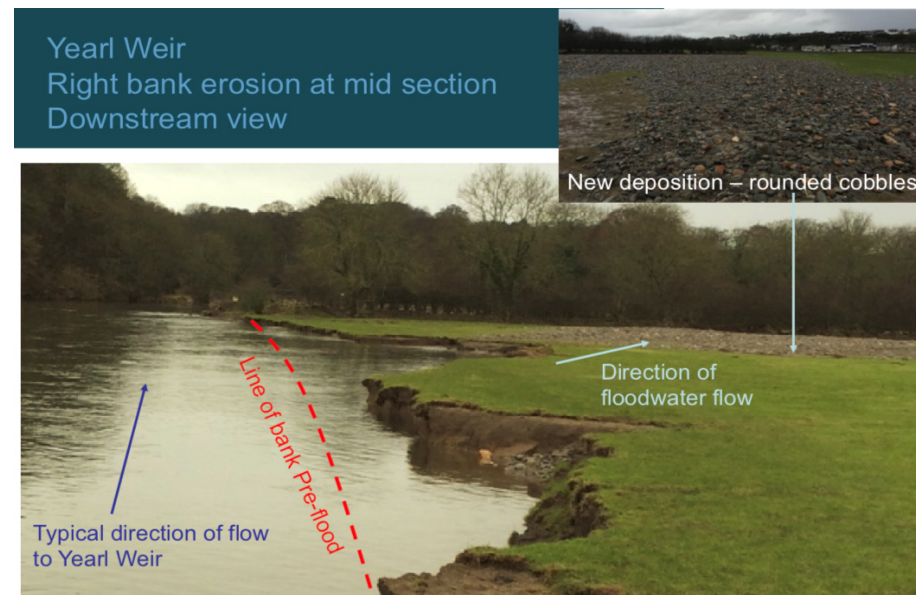 Yearl Weir
Right bank erosion at mid section
Downstream view
New deposition – rounded cobbles
Direction of
floodwater flow
Line of bank Pre-flood
Typical direction of flow
to Yearl Weir